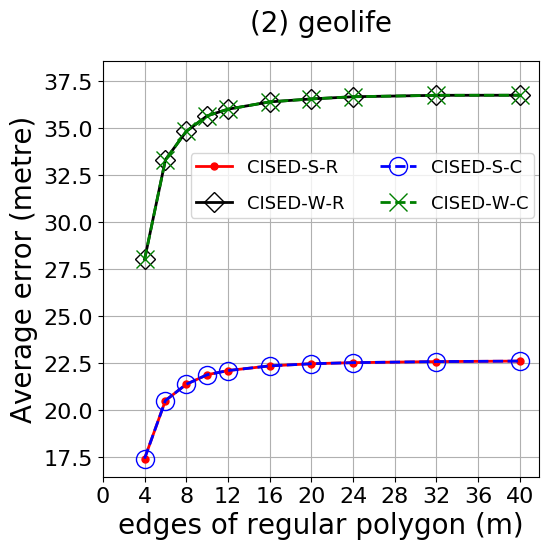 (2) geolife
Average error (metre)
37.5
35.0
32.5
30.0
27.5
25.0
22.5
20.0
17.5
CISED-S-R CISED-S-C
CISED-W-R CISED-W-C
0 4 8 12 16 20 24 28 32 36 40
edges of regular polygon (m)